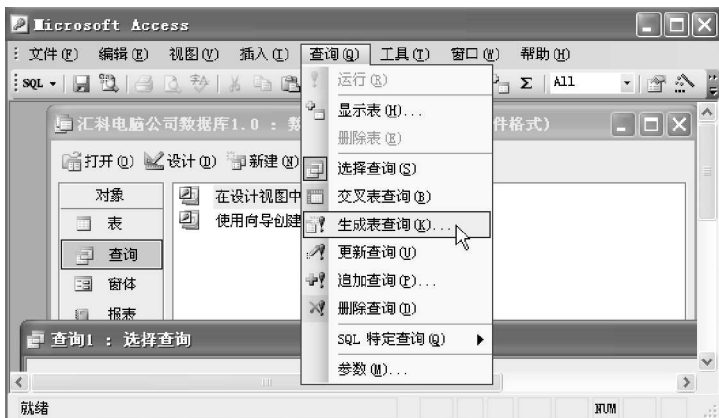 Microsoft Access
文件(F) 编辑(E) 视图(V) 插入(I) 查询(Q) 工具(T) 窗口(W) 帮助(H)
SQL Σ All
运行(R)
显示表(H)...
删除表(E)
选择查询(S)
交叉表查询(B)
生成表查询(K)...
更新查询(U)
追加查询(P)...
删除查询(D)
SQL 特定查询(Q)
参数(M)...
汇科电脑公司数据库1.0 : 件格式)
打开(O) 设计(D) 新建(N)
对象
表
查询
窗体
报表
在设计视图中
使用向导创建
查询1 : 选择查询
就绪
NUM